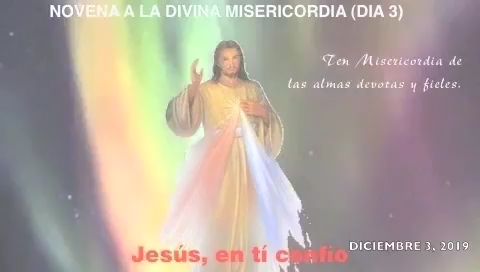 NOVENA A LA DIVINA MISERICORDIA (DIA 3)
Ten Misericordia de
las almas devotas y fieles.
Jesús, en tí confio
DICIEMBRE 3, 2019